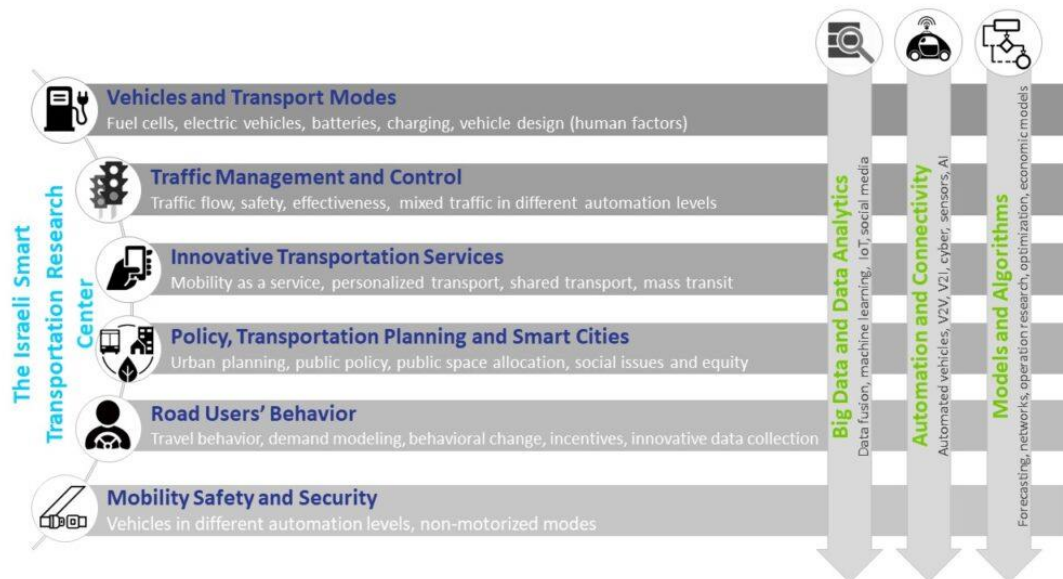 The Israeli Smart
Transportation Research
Center
Vehicles and Transport Modes
Fuel cells, electric vehicles, batteries, charging, vehicle design (human factors)
Traffic Management and Control
Traffic flow, safety, effectiveness, mixed traffic in different automation levels
Innovative Transportation Services
Mobility as a service, personalized transport, shared transport, mass transit
Policy, Transportation Planning and Smart Cities
Urban planning, public policy, public space allocation, social issues and equity
Road Users' Behavior
Travel behavior, demand modeling, behavioral change, incentives, innovative data collection
Mobility Safety and Security
Vehicles in different automation levels, non-motorized modes
Big Data and Data Analytics
Data fusion, machine learning, IoT, social media
Automation and Connectivity
Automated vehicles, V2V, V2I, cyber, sensors, AI
Models and Algorithms
Forecasting, networks, operation research, optimization, economic models